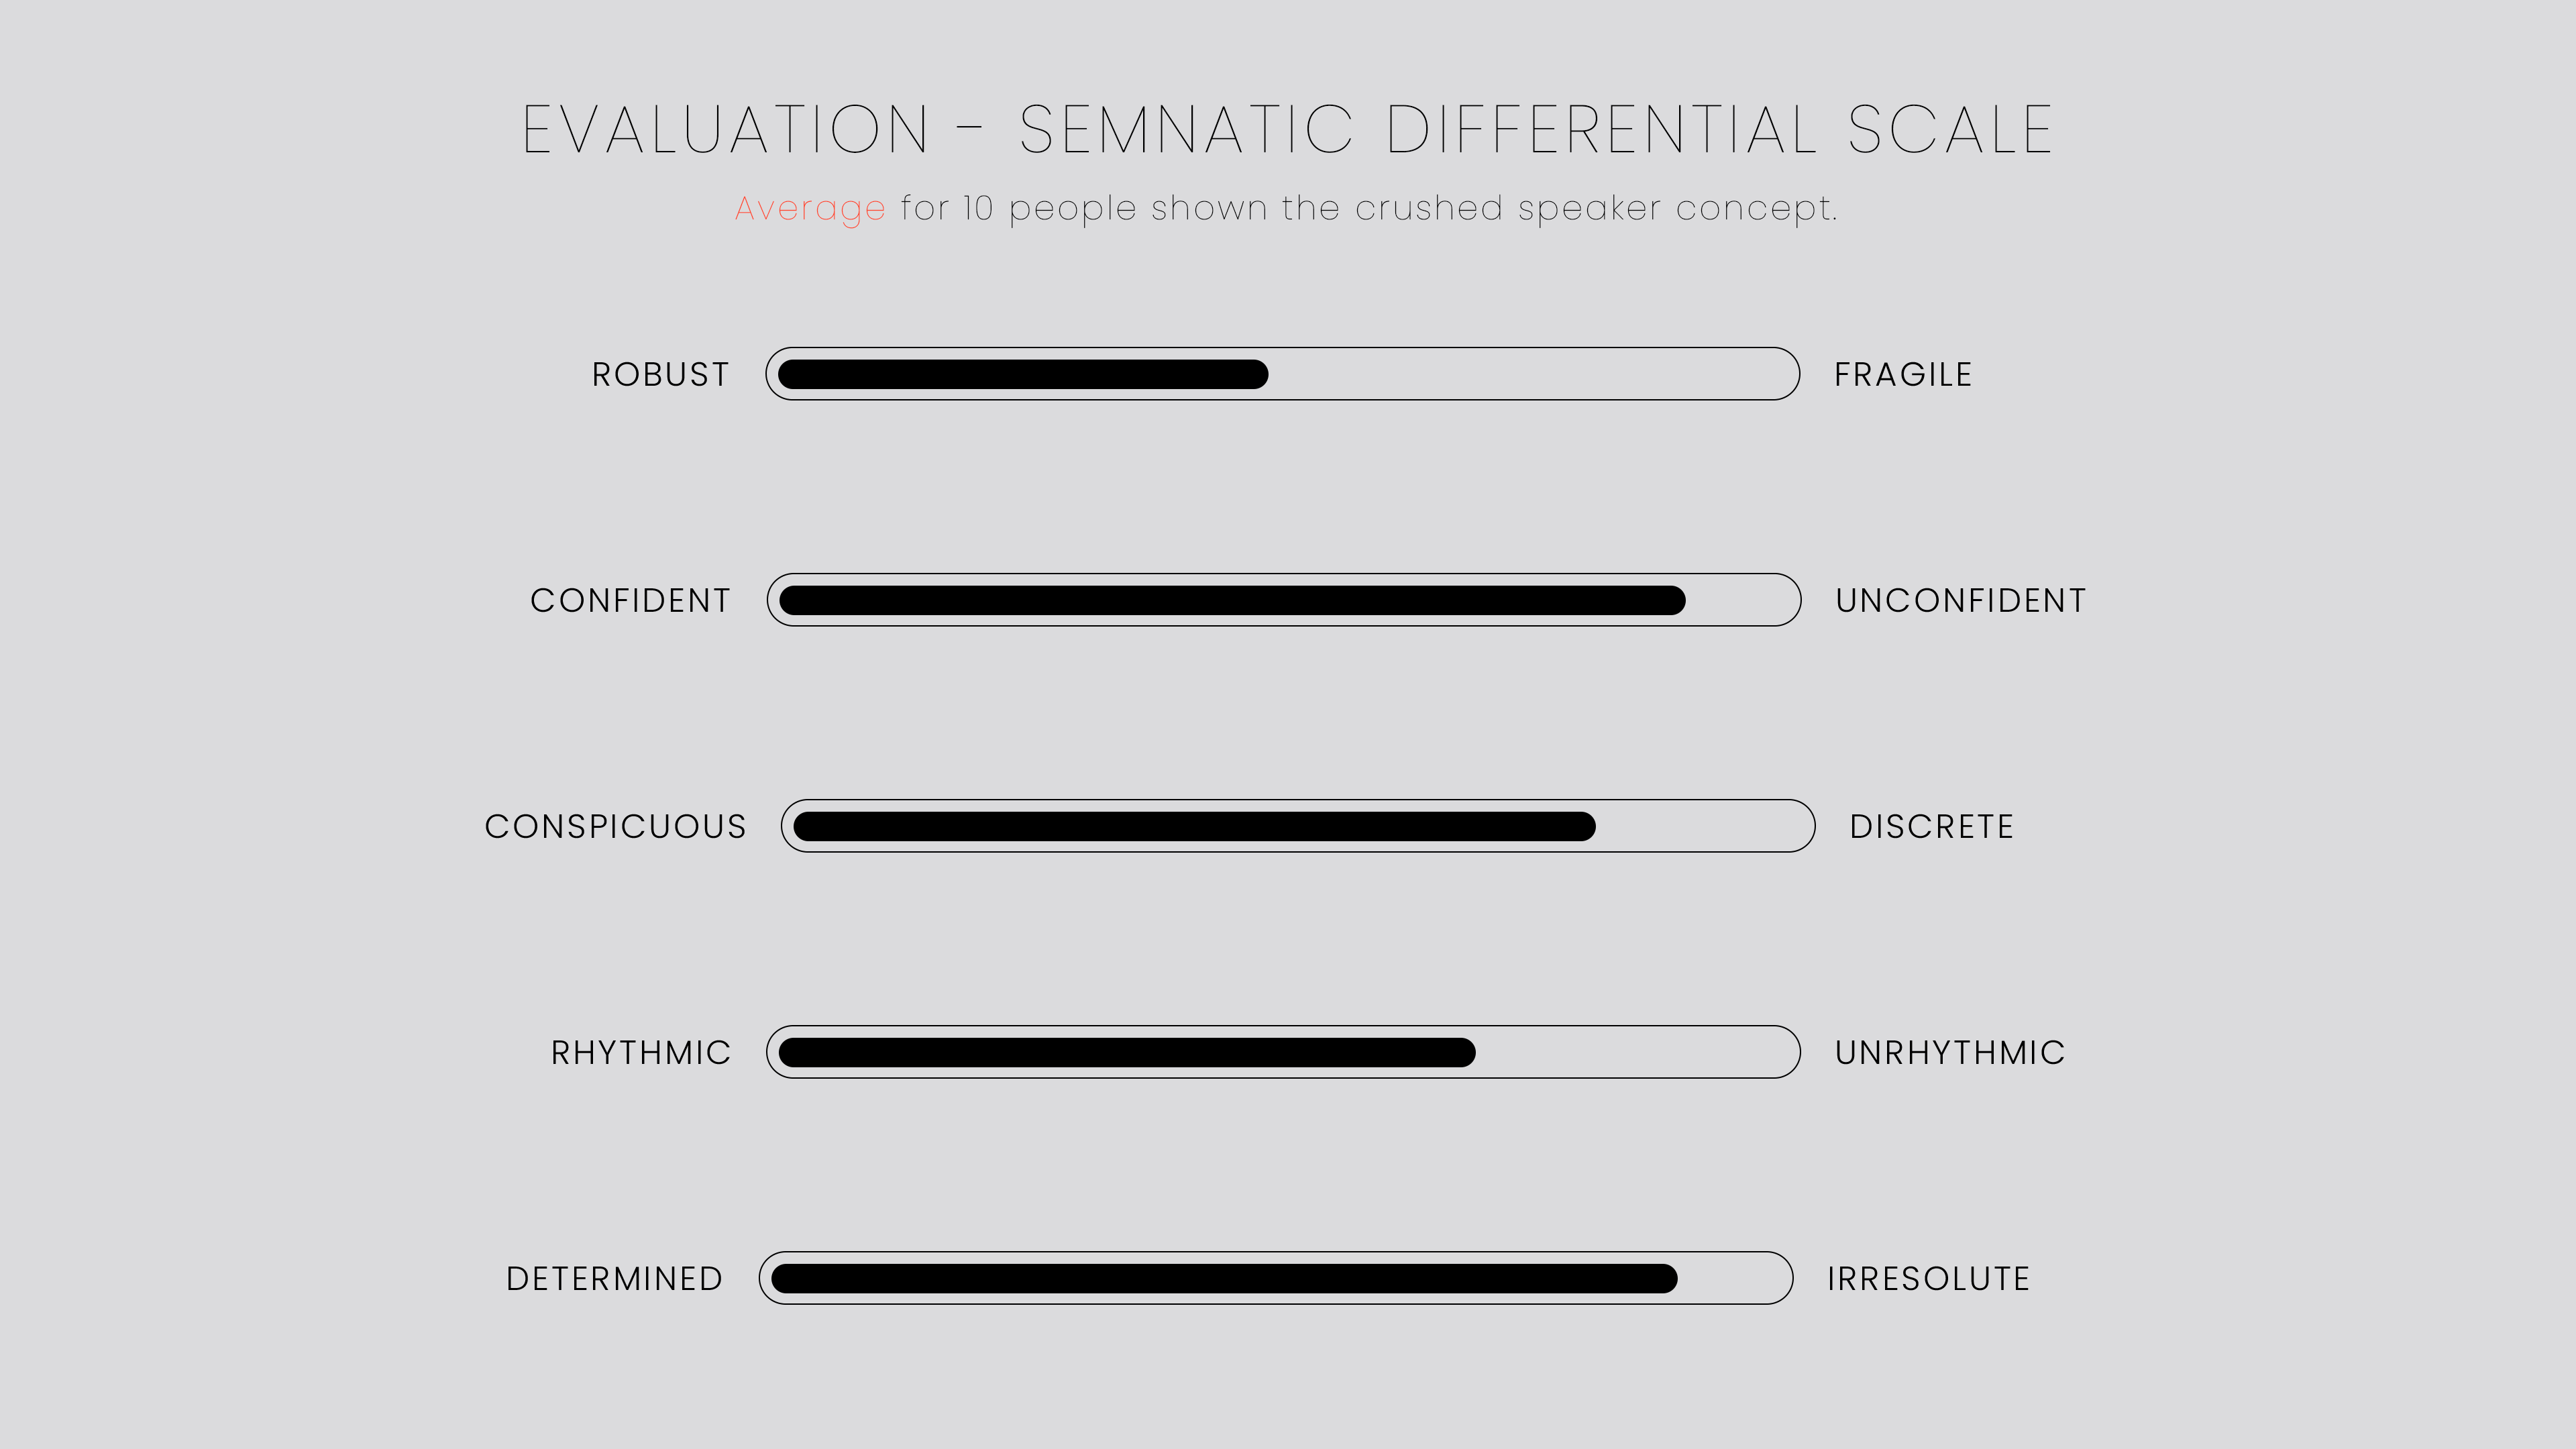 EVALUATION - SEMNATIC DIFFERENTIAL SCALE
Average for 10 people shown the crushed speaker concept.
ROBUST FRAGILE
CONFIDENT UNCONFIDENT
CONSPICUOUS DISCRETE
RHYTHMIC UNRHYTHMIC
DETERMINED IRRESOLUTE